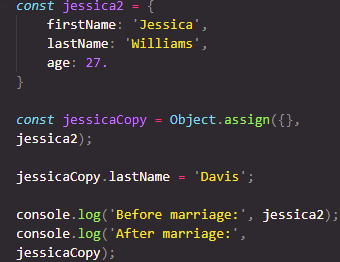 const jessica2 = {
    firstName: 'Jessica',
    lastName: 'Williams',
    age: 27.
}

const jessicaCopy = Object.assign({},
jessica2);

jessicaCopy.lastName = 'Davis';

console.log('Before marriage:', jessica2);
console.log('After marriage:',
jessicaCopy);